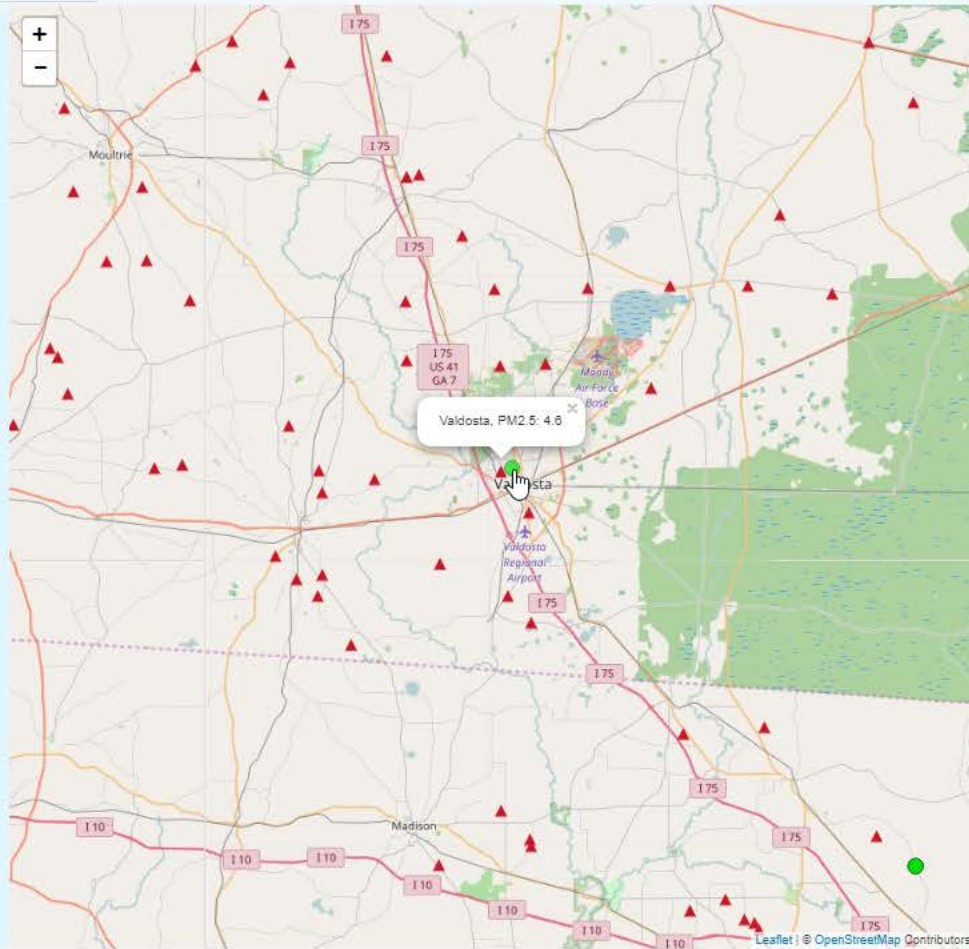 +
−
I 75
I 75
Moultrie
I 75
I 75
US 41
GA 7
Moody
Air Force
Base
×
Valdosta, PM2.5: 4.6
Valdosta
Valdosta
Regional
Airport
I 75
I 75
I 75
I 10
Madison
I 75
I 10
I 10
I 10
I 10
I 10
I 75
I 10
Leaflet | © OpenStreetMap Contributors